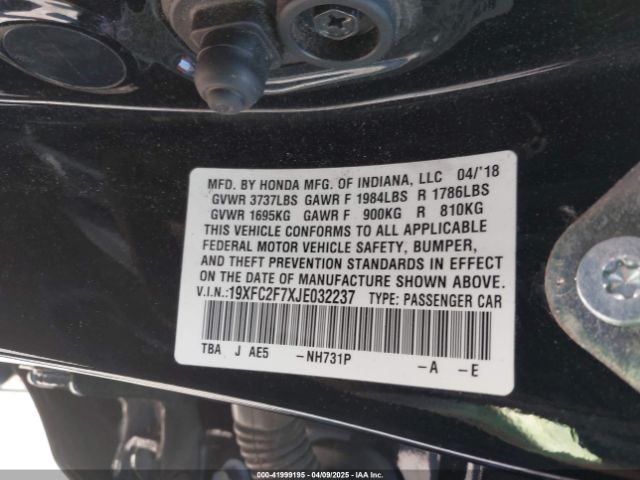 MFD. BY HONDA MFG. OF INDIANA, LLC 04/'18
GVWR 3737LBS GAWR F 1984LBS R 1786LBS
GVWR 1695KG GAWR F 900KG R 810KG
THIS VEHICLE CONFORMS TO ALL APPLICABLE
FEDERAL MOTOR VEHICLE SAFETY, BUMPER,
AND THEFT PREVENTION STANDARDS IN EFFECT
ON THE DATE OF MANUFACTURE SHOWN ABOVE.
V.I.N.:19XFC2F7XJE032237 TYPE: PASSENGER CAR
TBA J AE5 -NH731P -A -E
000-41999195 - 04/09/2025 - IAA Inc.